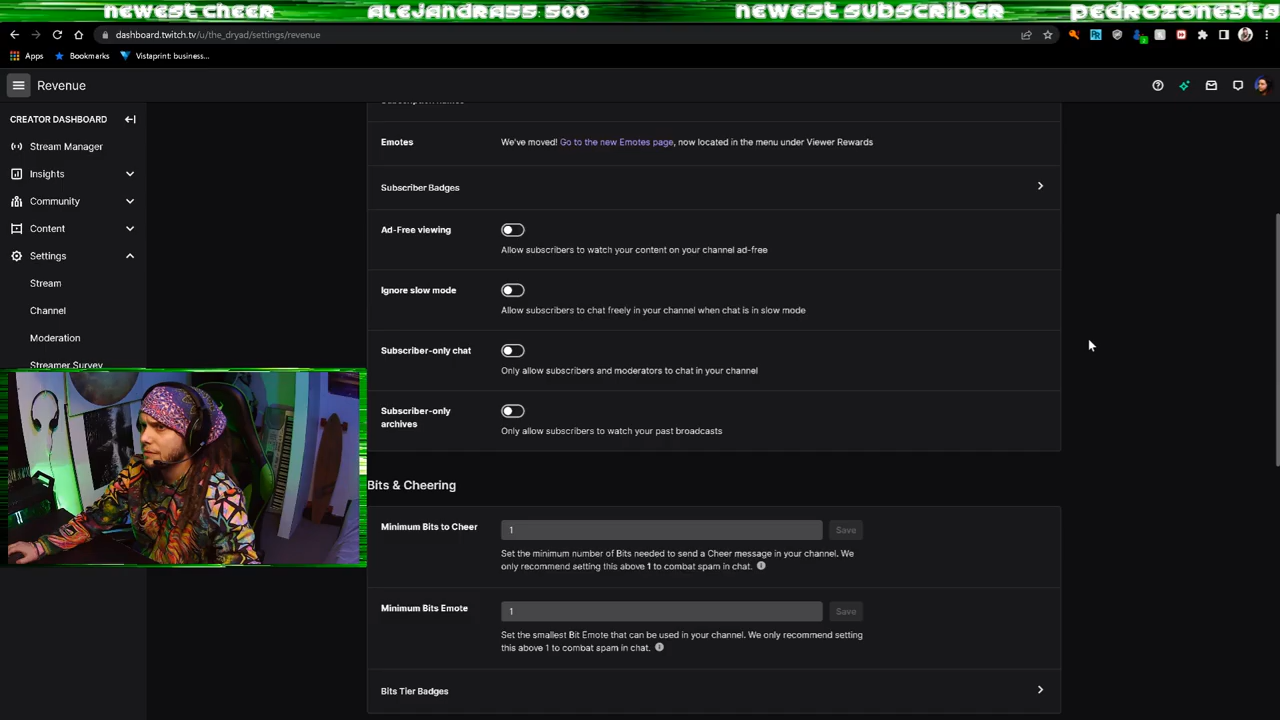 newest cheer alejandrass 500 newest subscriber pedrozoneyta
dashboard.twitch.tv/u/the_dryad/settings/revenue
Apps Bookmarks Vistaprint: business...
Revenue
CREATOR DASHBOARD
Stream Manager
Insights
Community
Content
Settings
Stream
Channel
Moderation
Streamer Survey
Subscription Names
Emotes We've moved! Go to the new Emotes page, now located in the menu under Viewer Rewards
Subscriber Badges
Ad-Free viewing
Allow subscribers to watch your content on your channel ad-free
Ignore slow mode
Allow subscribers to chat freely in your channel when chat is in slow mode
Subscriber-only chat
Only allow subscribers and moderators to chat in your channel
Subscriber-only
archives
Only allow subscribers to watch your past broadcasts
Bits & Cheering
Minimum Bits to Cheer 1 Save
Set the minimum number of Bits needed to send a Cheer message in your channel. We
only recommend setting this above 1 to combat spam in chat.
Minimum Bits Emote 1 Save
Set the smallest Bit Emote that can be used in your channel. We only recommend setting
this above 1 to combat spam in chat.
Bits Tier Badges